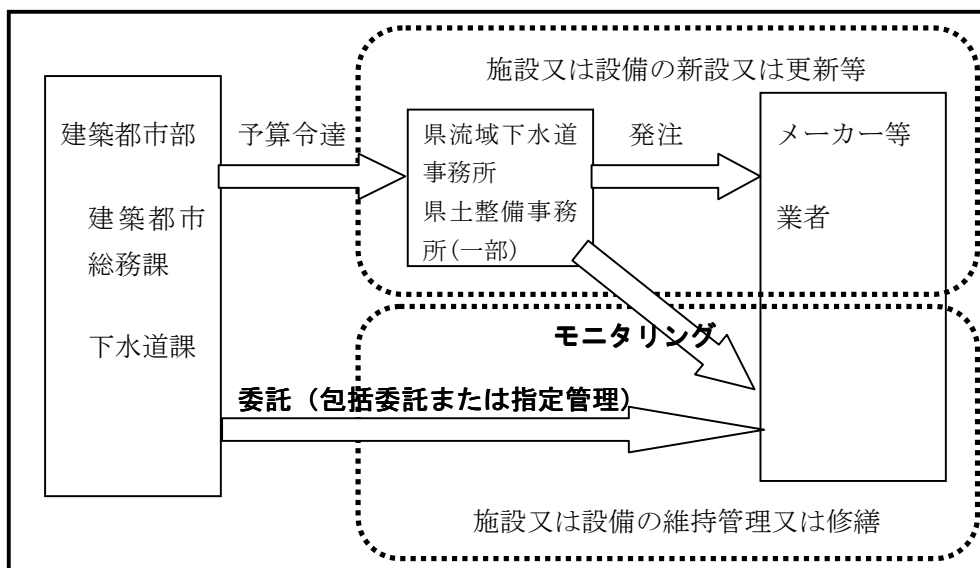 施設又は設備の新設又は更新等
建築都市部
建築都市
総務課
下水道課
予算令達
県流域下水道
事務所
県土整備事務
所(一部)
発注
メーカー等
業者
モニタリング
委託（包括委託または指定管理）
施設又は設備の維持管理又は修繕